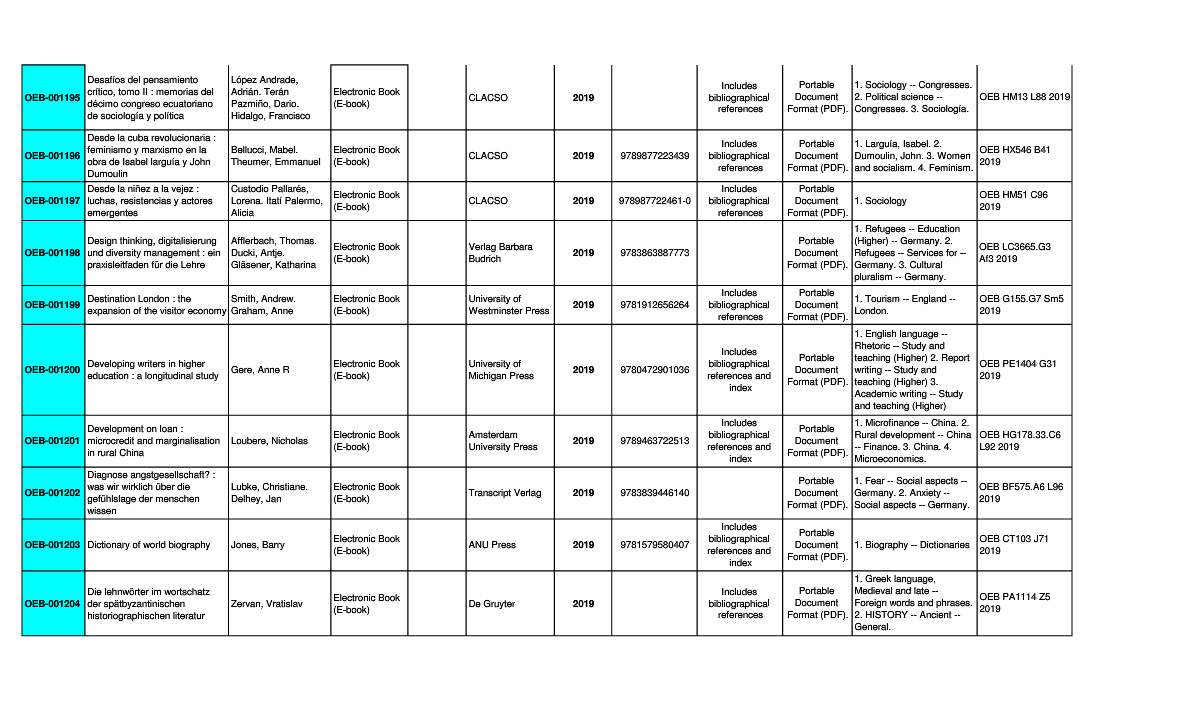 OEB-001195
Desafíos del pensamiento
crítico, tomo II : memorias del
décimo congreso ecuatoriano
de sociología y política
López Andrade,
Adrián. Terán
Pazmiño, Dario.
Hidalgo, Francisco
Electronic Book
(E-book)
CLACSO
2019
Includes
bibliographical
references
Portable
Document
Format (PDF).
1. Sociology -- Congresses.
2. Political science --
Congresses. 3. Sociología.
OEB HM13 L88 2019
OEB-001196
Desde la cuba revolucionaria :
feminismo y marxismo en la
obra de Isabel larguía y John
Dumoulin
Bellucci, Mabel.
Theumer, Emmanuel
Electronic Book
(E-book)
CLACSO
2019
9789877223439
Includes
bibliographical
references
Portable
Document
Format (PDF).
1. Larguía, Isabel. 2.
Dumoulin, John. 3. Women
and socialism. 4. Feminism.
OEB HX546 B41
2019
OEB-001197
Desde la niñez a la vejez :
luchas, resistencias y actores
emergentes
Custodio Pallarés,
Lorena. Itatí Palermo,
Alicia
Electronic Book
(E-book)
CLACSO
2019
978987722461-0
Includes
bibliographical
references
Portable
Document
Format (PDF).
1. Sociology
OEB HM51 C96
2019
OEB-001198
Design thinking, digitalisierung
und diversity management : ein
praxisleitfaden für die Lehre
Afflerbach, Thomas.
Ducki, Antje.
Gläsener, Katharina
Electronic Book
(E-book)
Verlag Barbara
Budrich
2019
9783863887773
Portable
Document
Format (PDF).
1. Refugees -- Education
(Higher) -- Germany. 2.
Refugees -- Services for --
Germany. 3. Cultural
pluralism -- Germany.
OEB LC3665.G3
Af3 2019
OEB-001199
Destination London : the
expansion of the visitor economy
Smith, Andrew.
Graham, Anne
Electronic Book
(E-book)
University of
Westminster Press
2019
9781912656264
Includes
bibliographical
references
Portable
Document
Format (PDF).
1. Tourism -- England --
London.
OEB G155.G7 Sm5
2019
OEB-001200
Developing writers in higher
education : a longitudinal study
Gere, Anne R
Electronic Book
(E-book)
University of
Michigan Press
2019
9780472901036
Includes
bibliographical
references and
index
Portable
Document
Format (PDF).
1. English language --
Rhetoric -- Study and
teaching (Higher) 2. Report
writing -- Study and
teaching (Higher) 3.
Academic writing -- Study
and teaching (Higher)
OEB PE1404 G31
2019
OEB-001201
Development on loan :
microcredit and marginalisation
in rural China
Loubere, Nicholas
Electronic Book
(E-book)
Amsterdam
University Press
2019
9789463722513
Includes
bibliographical
references and
index
Portable
Document
Format (PDF).
1. Microfinance -- China. 2.
Rural development -- China
-- Finance. 3. China. 4.
Microeconomics.
OEB HG178.33.C6
L92 2019
OEB-001202
Diagnose angstgesellschaft? :
was wir wirklich über die
gefühlslage der menschen
wissen
Lubke, Christiane.
Delhey, Jan
Electronic Book
(E-book)
Transcript Verlag
2019
9783839446140
Portable
Document
Format (PDF).
1. Fear -- Social aspects --
Germany. 2. Anxiety --
Social aspects -- Germany.
OEB BF575.A6 L96
2019
OEB-001203
Dictionary of world biography
Jones, Barry
Electronic Book
(E-book)
ANU Press
2019
9781579580407
Includes
bibliographical
references and
index
Portable
Document
Format (PDF).
1. Biography -- Dictionaries
OEB CT103 J71
2019
OEB-001204
Die lehnwörter im wortschatz
der spätbyzantinischen
historiographischen literatur
Zervan, Vratislav
Electronic Book
(E-book)
De Gruyter
2019
Includes
bibliographical
references
Portable
Document
Format (PDF).
1. Greek language,
Medieval and late --
Foreign words and phrases.
2. HISTORY -- Ancient --
General.
OEB PA1114 Z5
2019